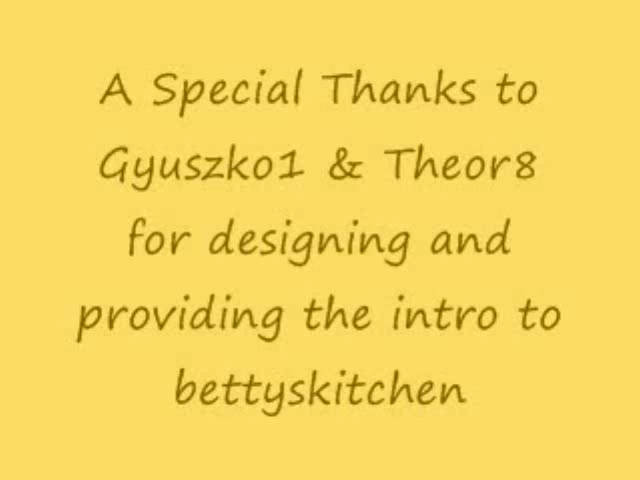 A Special Thanks to
Gyuszko1 & Theor8
for designing and
providing the intro to
bettyskitchen